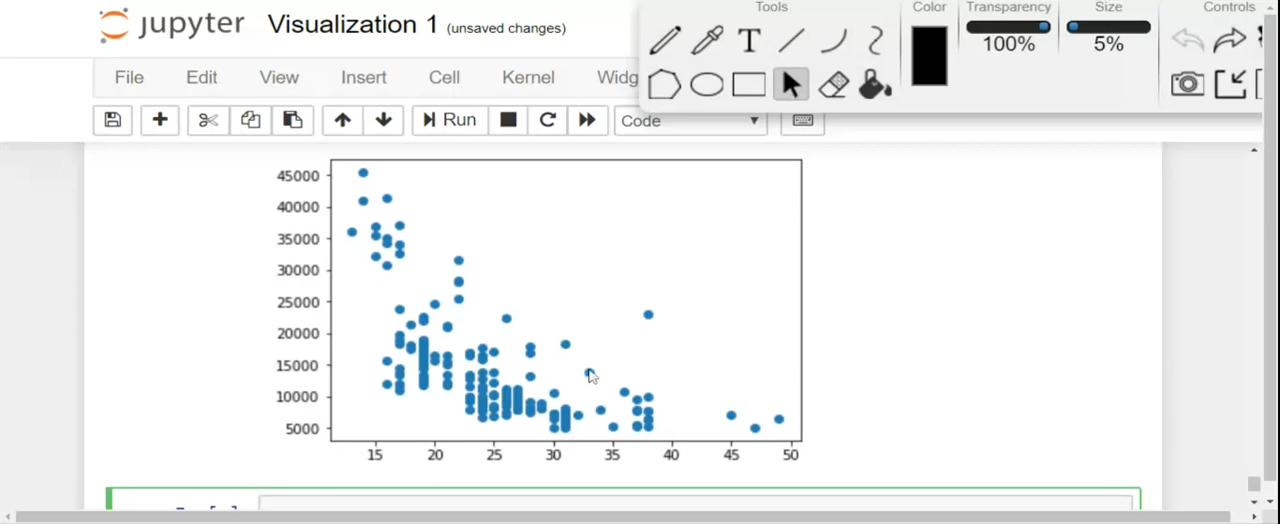 jupyter Visualization 1 (unsaved changes)
Tools Color Transparency Size Controls
100% 5%
T
File Edit View Insert Cell Kernel Widg
Run Code
45000
40000
35000
30000
25000
20000
15000
10000
5000
15 20 25 30 35 40 45 50